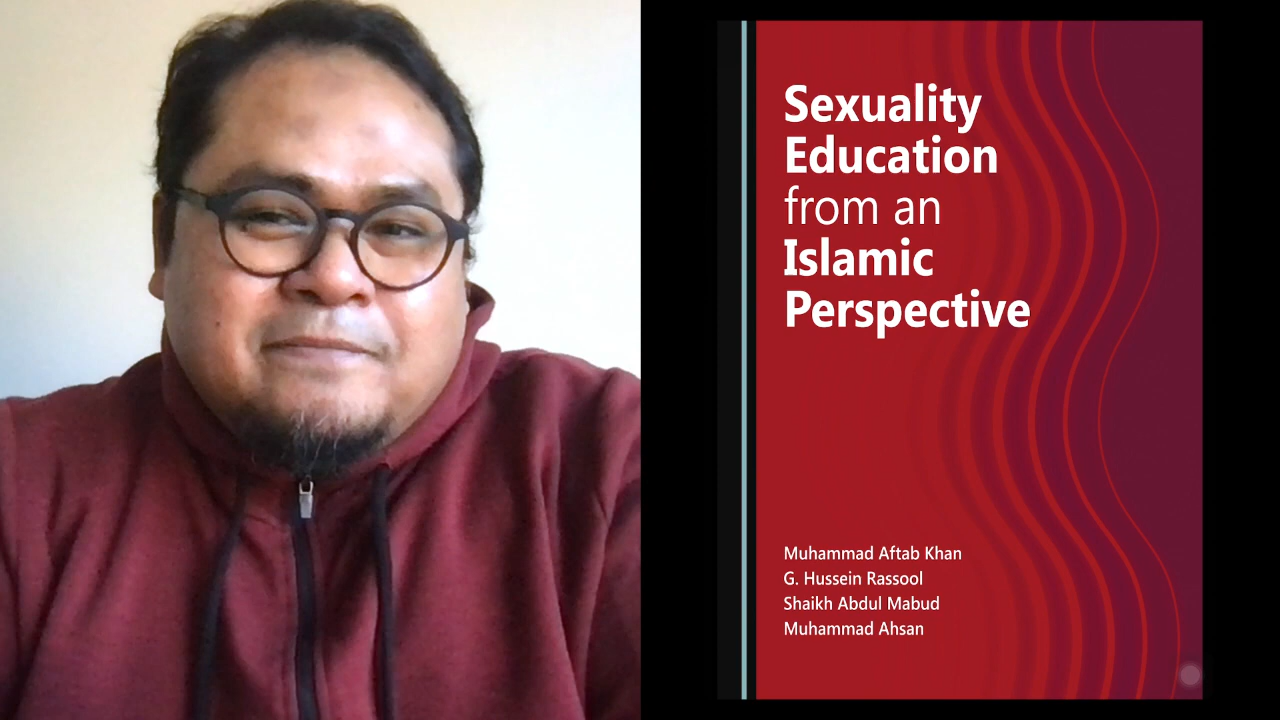 Sexuality
Education
from an
Islamic
Perspective
Muhammad Aftab Khan
G. Hussein Rassool
Shaikh Abdul Mabud
Muhammad Ahsan